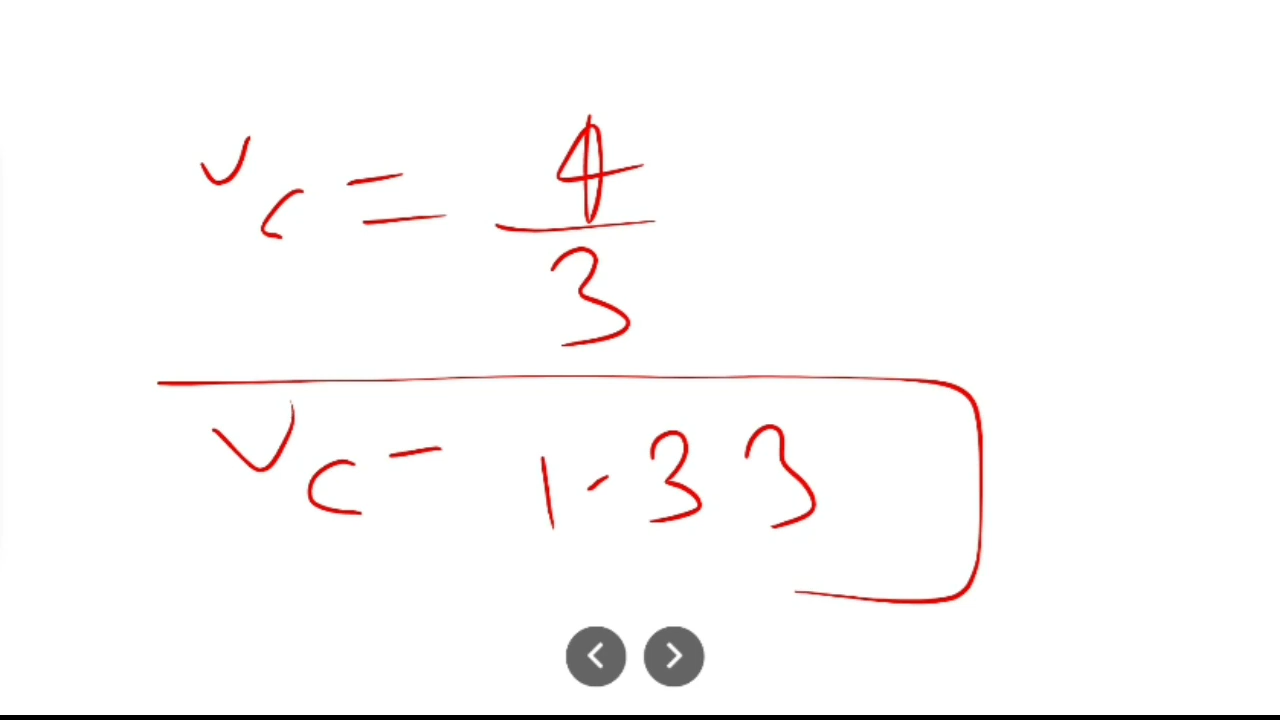 Vc = 4/3
Vc - 1.33